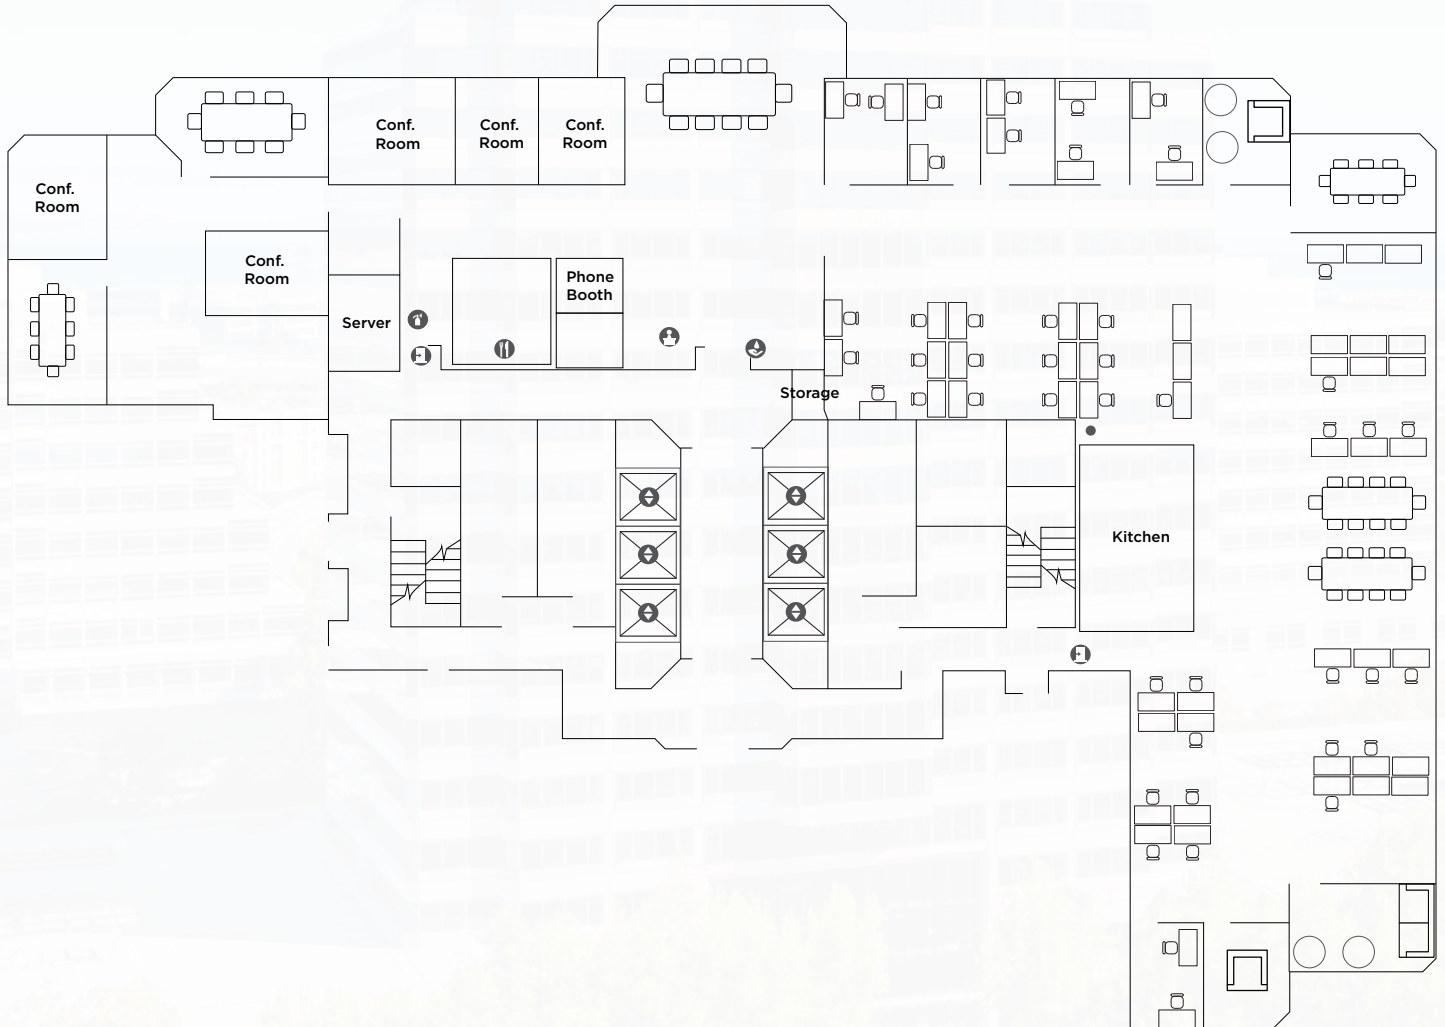 Conf.
Room
Conf.
Room
Conf.
Room
Conf.
Room
Conf.
Room
Phone
Booth
Server
Storage
Kitchen